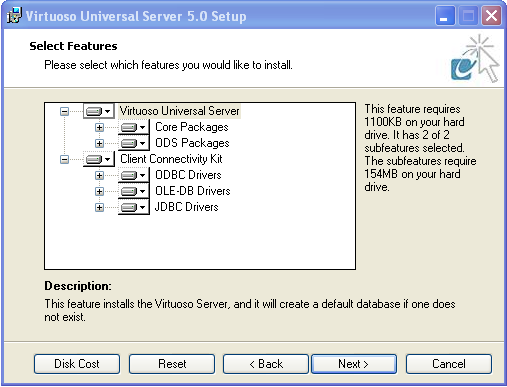 Virtuoso Universal Server 5.0 Setup
Select Features
Please select which features you would like to install.
Virtuoso Universal Server
Core Packages
ODS Packages
Client Connectivity Kit
ODBC Drivers
OLE-DB Drivers
JDBC Drivers
This feature requires
1100KB on your hard
drive. It has 2 of 2
subfeatures selected.
The subfeatures require
154MB on your hard
drive.
Description:
This feature installs the Virtuoso Server, and it will create a default database if one does
not exist.
Disk Cost
Reset
< Back
Next >
Cancel